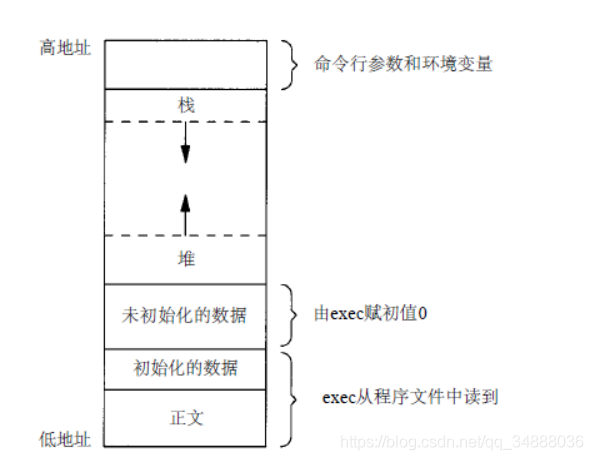 高地址
命令行参数和环境变量
栈
堆
未初始化的数据
由exec赋初值0
初始化的数据
exec从程序文件中读到
正文
低地址
https://blog.csdn.net/qq_34888036